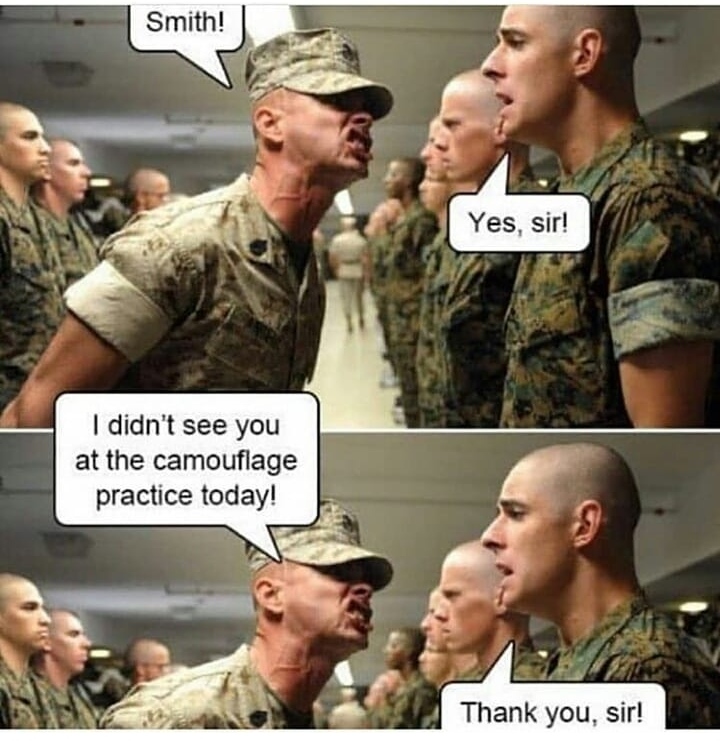 Smith!
Yes, sir!
I didn't see you
at the camouflage
practice today!
Thank you, sir!